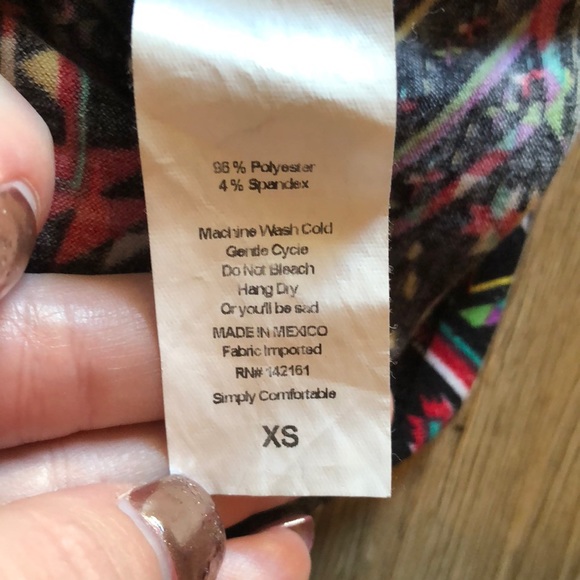 96% Polyester
4% Spandex
Machine Wash Cold
Gentle Cycle
Do Not Bleach
Hang Dry
Or you'll be sad
MADE IN MEXICO
Fabric Imported
RN# 142161
Simply Comfortable
XS